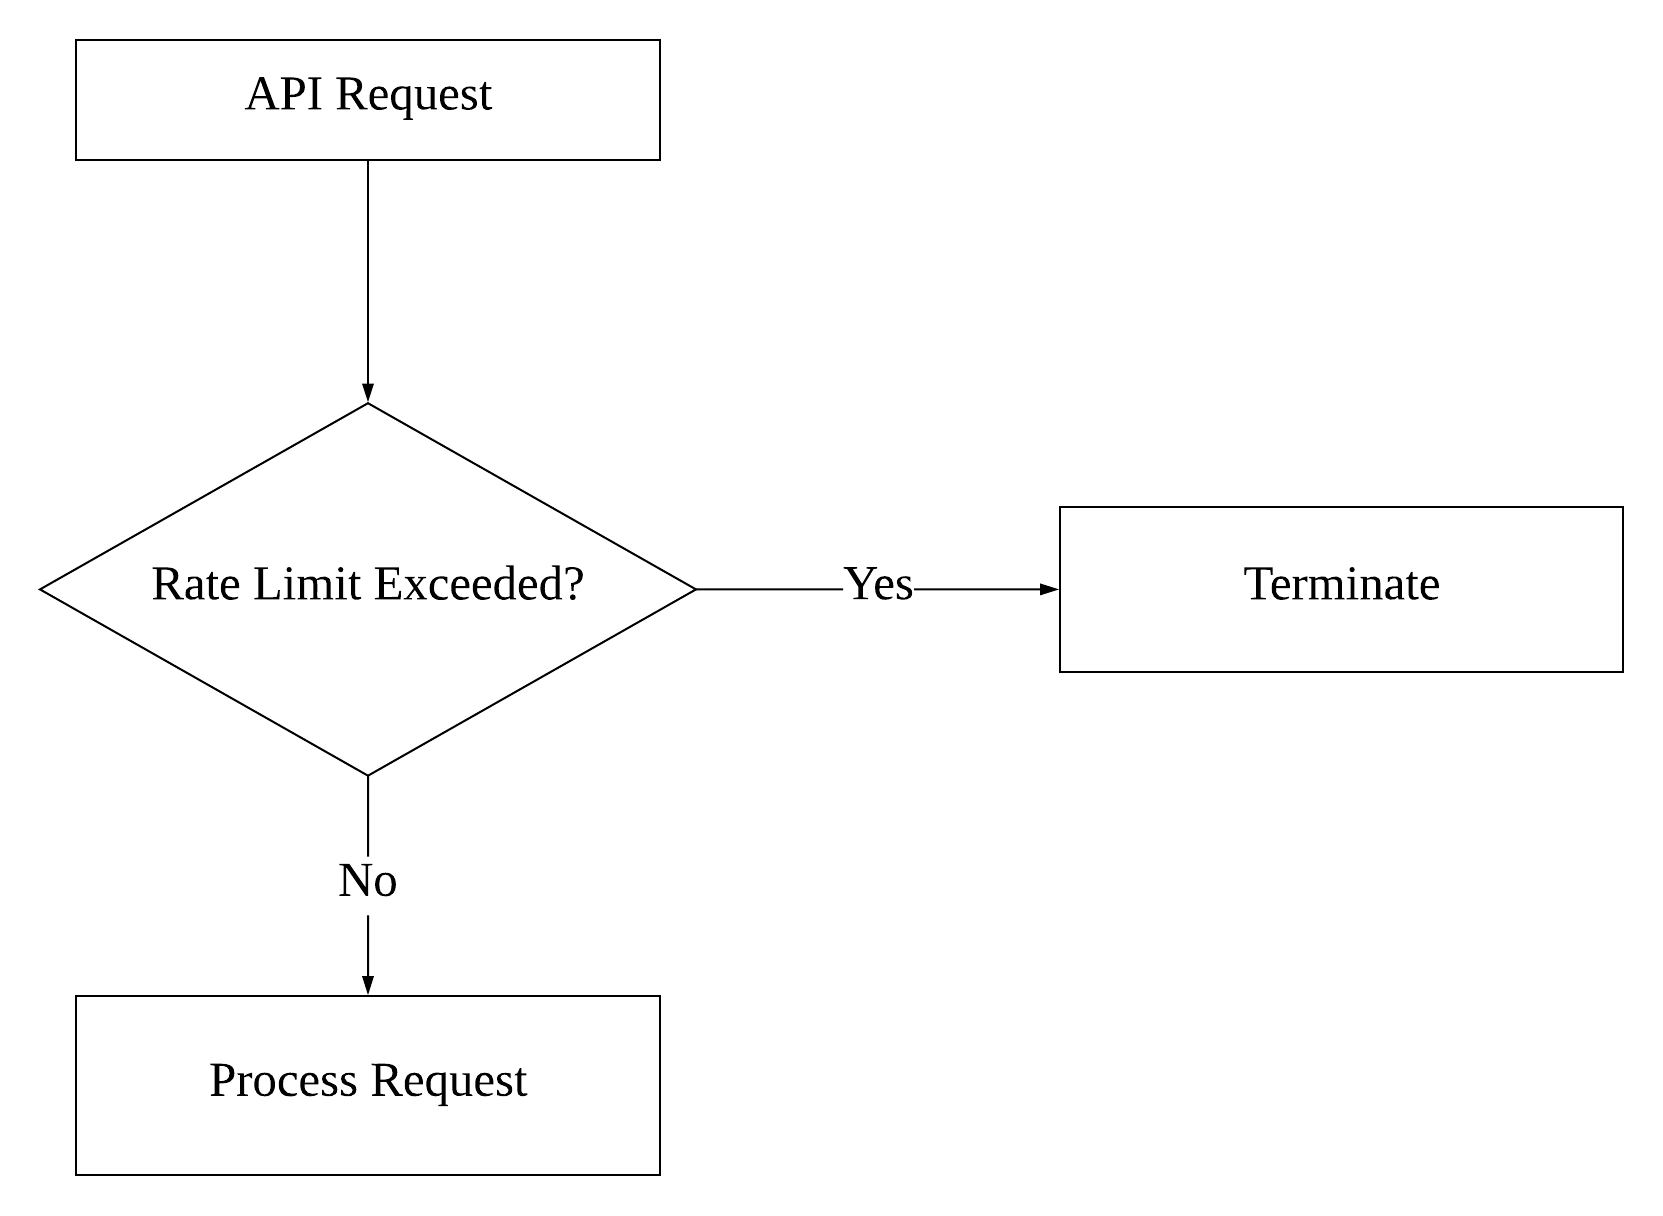 API Request
Rate Limit Exceeded?
Yes
Terminate
No
Process Request